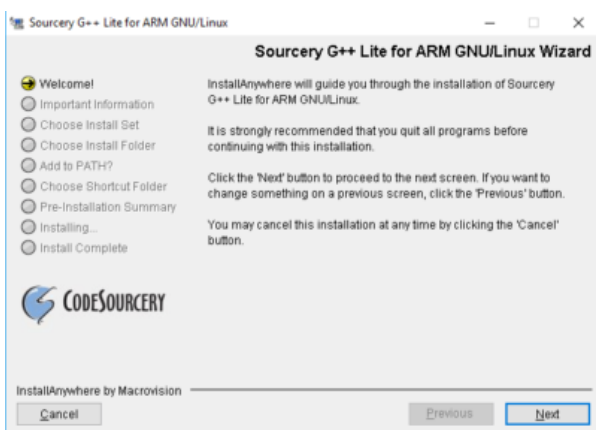 Sourcery G++ Lite for ARM GNU/Linux
Sourcery G++ Lite for ARM GNU/Linux Wizard
Welcome!
Important Information
Choose Install Set
Choose Install Folder
Add to PATH?
Choose Shortcut Folder
Pre-Installation Summary
Installing...
Install Complete
InstallAnywhere will guide you through the installation of Sourcery
G++ Lite for ARM GNU/Linux.
It is strongly recommended that you quit all programs before
continuing with this installation.
Click the 'Next' button to proceed to the next screen. If you want to
change something on a previous screen, click the 'Previous' button.
You may cancel this installation at any time by clicking the 'Cancel'
button.
CODESOURCERY
InstallAnywhere by Macrovision
Cancel
Previous
Next